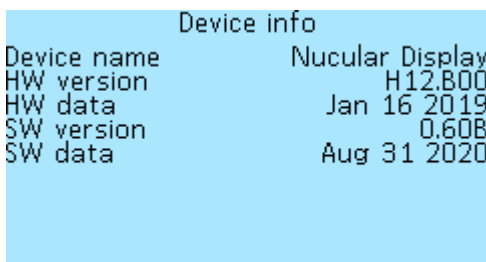 Device info
Device name Nucular Display
HW version H12.B00
HW data Jan 16 2019
SW version 0.60B
SW data Aug 31 2020